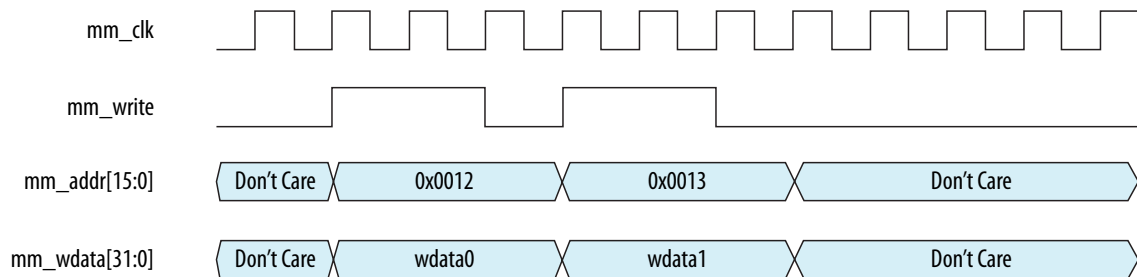 mm_clk
mm_write
mm_addr[15:0] Don't Care 0x0012 0x0013 Don't Care
mm_wdata[31:0] Don't Care wdata0 wdata1 Don't Care